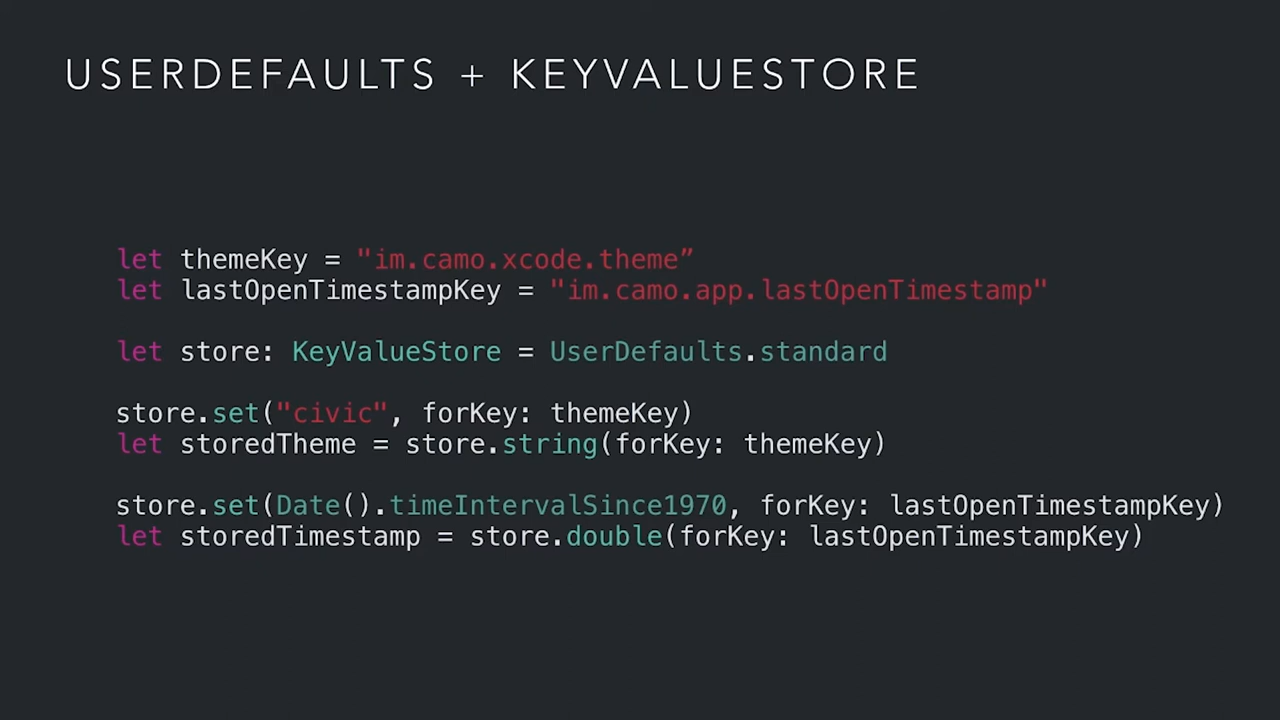 USERDEFAULTS + KEYVALUESTORE
let themeKey = "im.camo.xcode.theme”
let lastOpenTimestampKey = "im.camo.app.lastOpenTimestamp"
let store: KeyValueStore = UserDefaults.standard
store.set("civic", forKey: themeKey)
let storedTheme = store.string(forKey: themeKey)
store.set(Date().timeIntervalSince1970, forKey: lastOpenTimestampKey)
let storedTimestamp = store.double(forKey: lastOpenTimestampKey)